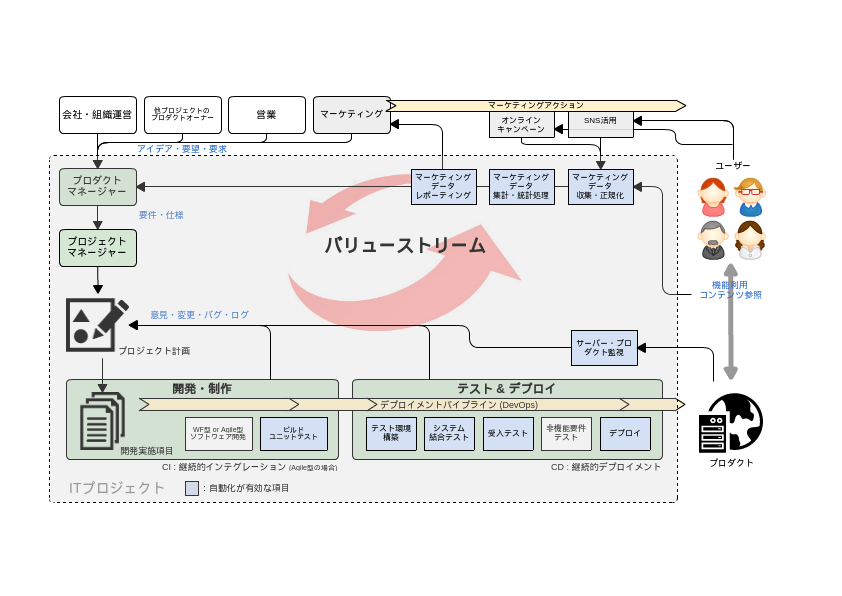 会社・組織運営
他プロジェクトの
プロダクトオーナー
営業
マーケティング
マーケティングアクション
オンライン
キャンペーン
SNS活用
アイデア・要望・要求
ユーザー
プロダクト
マネージャー
マーケティング
データ
レポーティング
マーケティング
データ
集計・統計処理
マーケティング
データ
収集・正規化
要件・仕様
プロジェクト
マネージャー
バリューストリーム
機能利用
コンテンツ参照
意見・変更・バグ・ログ
プロジェクト計画
サーバー・プロ
ダクト監視
開発・制作
テスト & デプロイ
デプロイメントパイプライン (DevOps)
WF型 or Agile型
ソフトウェア開発
ビルド
ユニットテスト
テスト環境
構築
システム
結合テスト
受入テスト
非機能要件
テスト
デプロイ
開発実施項目
プロダクト
CI : 継続的インテグレーション (Agile型の場合)
CD : 継続的デプロイメント
ITプロジェクト
: 自動化が有効な項目